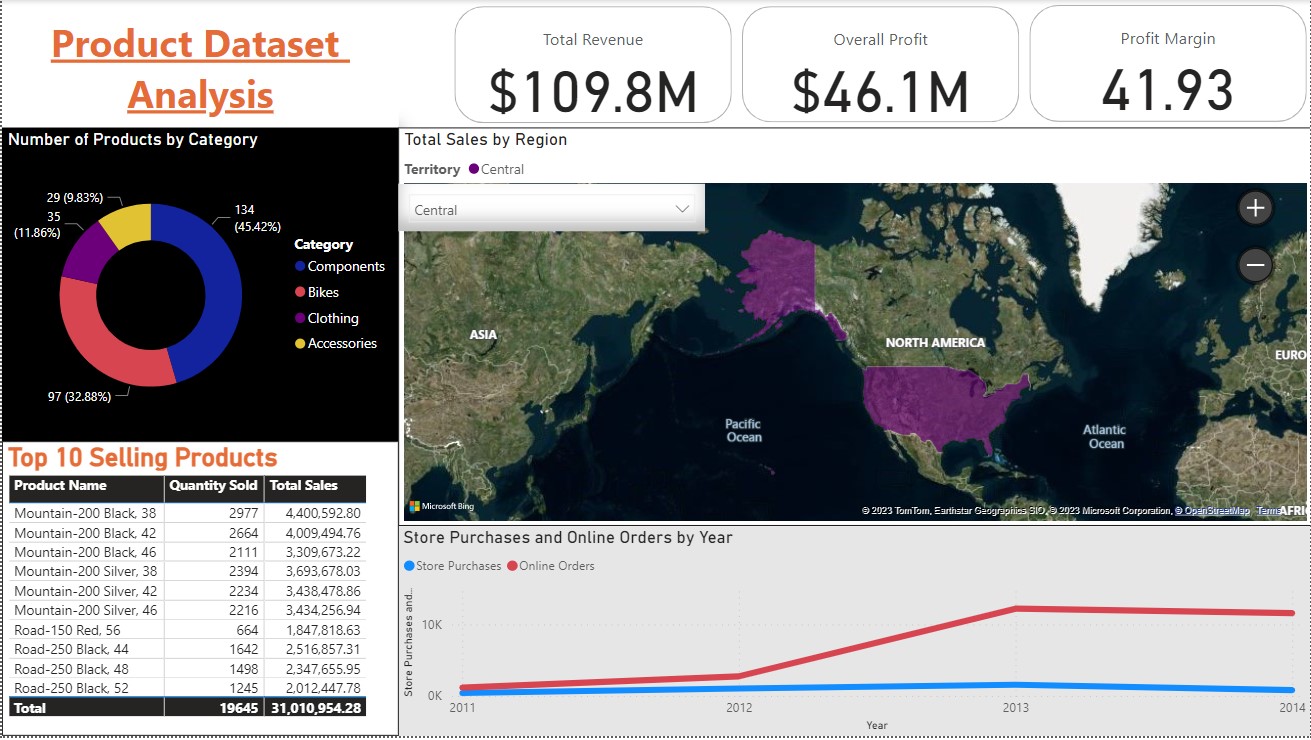 Product Dataset
Analysis
Total Revenue
$109.8M
Overall Profit
$46.1M
Profit Margin
41.93
Number of Products by Category
29 (9.83%)
35
(11.86%)
134
(45.42%)
97 (32.88%)
Category
Components
Bikes
Clothing
Accessories
Total Sales by Region
Territory Central
Central
ASIA
NORTH AMERICA
EURO
Pacific
Ocean
Atlantic
Ocean
AFRI
Microsoft Bing
© 2023 TomTom, Earthstar Geographics SIO, © 2023 Microsoft Corporation, © OpenStreetMap Terms
Top 10 Selling Products
Product Name Quantity Sold Total Sales
Mountain-200 Black, 38 2977 4,400,592.80
Mountain-200 Black, 42 2664 4,009,494.76
Mountain-200 Black, 46 2111 3,309,673.22
Mountain-200 Silver, 38 2394 3,693,678.03
Mountain-200 Silver, 42 2234 3,438,478.86
Mountain-200 Silver, 46 2216 3,434,256.94
Road-150 Red, 56 664 1,847,818.63
Road-250 Black, 44 1642 2,516,857.31
Road-250 Black, 48 1498 2,347,655.95
Road-250 Black, 52 1245 2,012,447.78
Total 19645 31,010,954.28
Store Purchases and Online Orders by Year
Store Purchases Online Orders
Store Purchases and...
10K
0K
2011 2012 2013 2014
Year